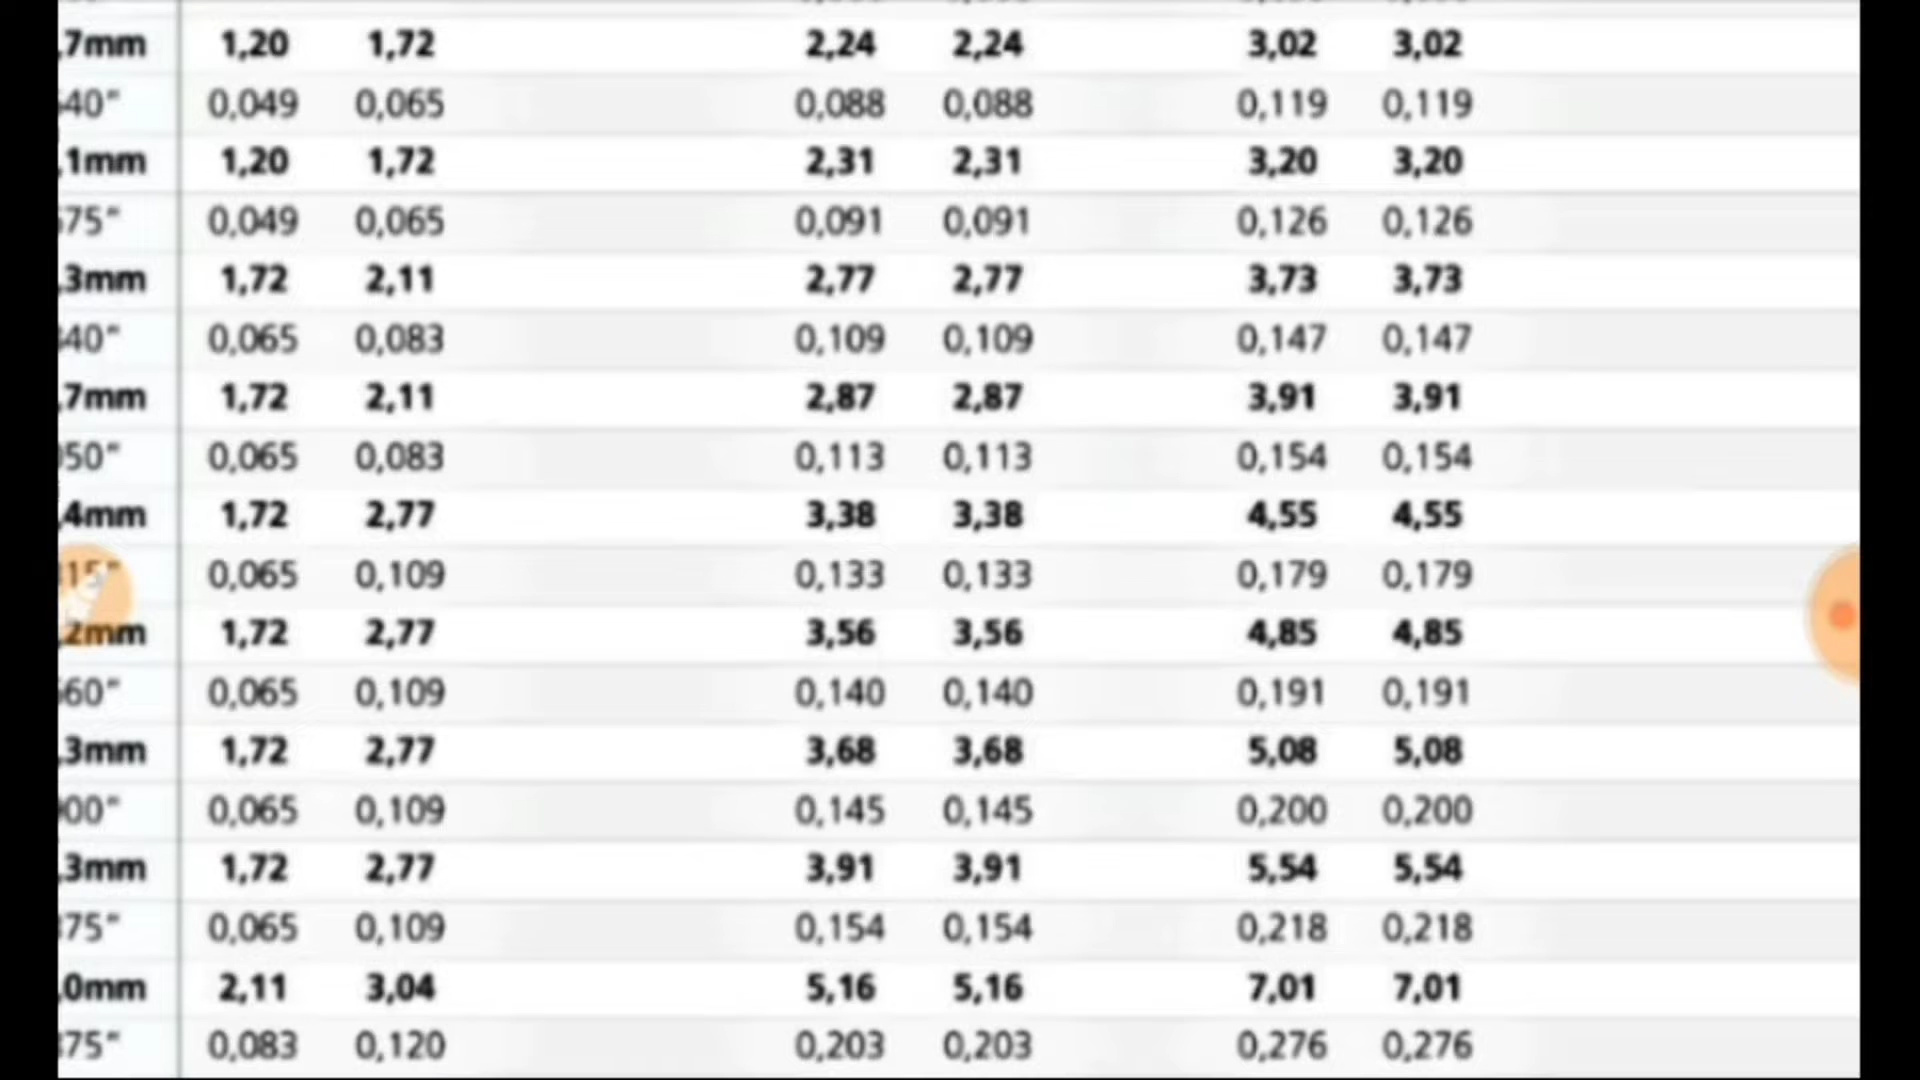 ,7mm 1,20 1,72 2,24 2,24 3,02 3,02
40" 0,049 0,065 0,088 0,088 0,119 0,119
,1mm 1,20 1,72 2,31 2,31 3,20 3,20
75" 0,049 0,065 0,091 0,091 0,126 0,126
,3mm 1,72 2,11 2,77 2,77 3,73 3,73
40" 0,065 0,083 0,109 0,109 0,147 0,147
,7mm 1,72 2,11 2,87 2,87 3,91 3,91
50" 0,065 0,083 0,113 0,113 0,154 0,154
,4mm 1,72 2,77 3,38 3,38 4,55 4,55
15" 0,065 0,109 0,133 0,133 0,179 0,179
,2mm 1,72 2,77 3,56 3,56 4,85 4,85
60" 0,065 0,109 0,140 0,140 0,191 0,191
,3mm 1,72 2,77 3,68 3,68 5,08 5,08
00" 0,065 0,109 0,145 0,145 0,200 0,200
,3mm 1,72 2,77 3,91 3,91 5,54 5,54
75" 0,065 0,109 0,154 0,154 0,218 0,218
,0mm 2,11 3,04 5,16 5,16 7,01 7,01
75" 0,083 0,120 0,203 0,203 0,276 0,276